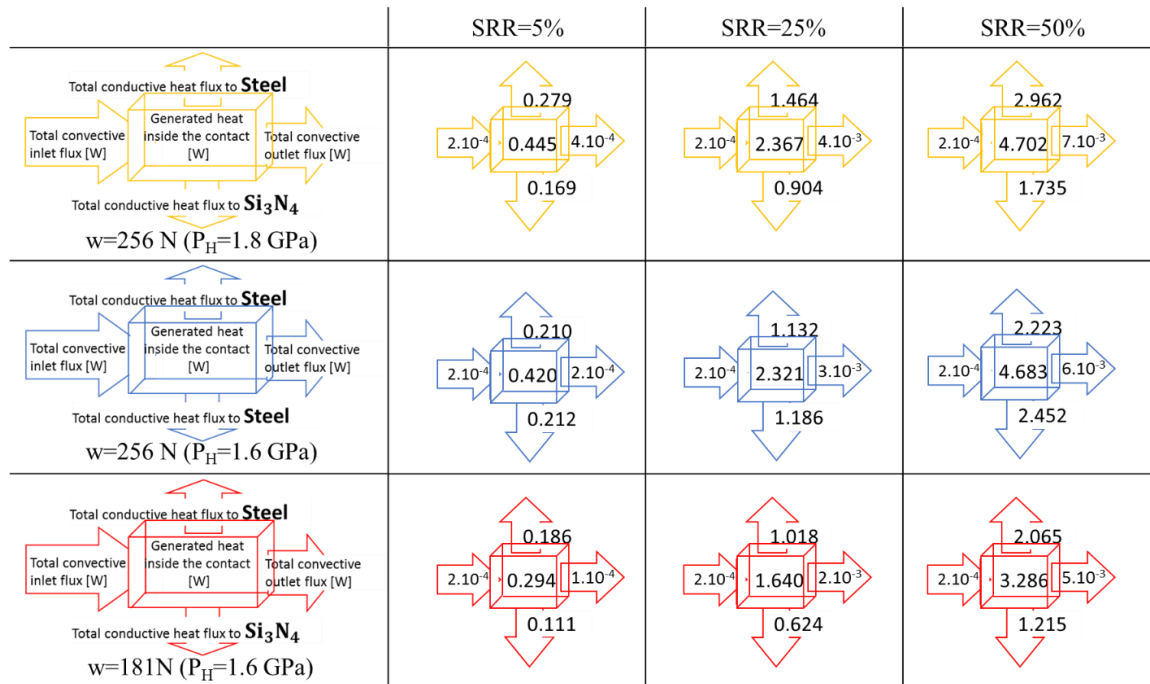 SRR=5% SRR=25% SRR=50%
Total conductive heat flux to Steel
Total convective inlet flux [W]
Generated heat inside the contact [W]
Total convective outlet flux [W]
Total conductive heat flux to Si₃N₄
w=256 N (P_H=1.8 GPa)
0.279
2.10⁻⁴ 0.445 4.10⁻⁴
0.169
1.464
2.10⁻⁴ 2.367 4.10⁻³
0.904
2.962
2.10⁻⁴ 4.702 7.10⁻³
1.735
Total conductive heat flux to Steel
Total convective inlet flux [W]
Generated heat inside the contact [W]
Total convective outlet flux [W]
Total conductive heat flux to Steel
w=256 N (P_H=1.6 GPa)
0.210
2.10⁻⁴ 0.420 2.10⁻⁴
0.212
1.132
2.10⁻⁴ 2.321 3.10⁻³
1.186
2.223
2.10⁻⁴ 4.683 6.10⁻³
2.452
Total conductive heat flux to Steel
Total convective inlet flux [W]
Generated heat inside the contact [W]
Total convective outlet flux [W]
Total conductive heat flux to Si₃N₄
w=181N (P_H=1.6 GPa)
0.186
2.10⁻⁴ 0.294 1.10⁻⁴
0.111
1.018
2.10⁻⁴ 1.640 2.10⁻³
0.624
2.065
2.10⁻⁴ 3.286 5.10⁻³
1.215